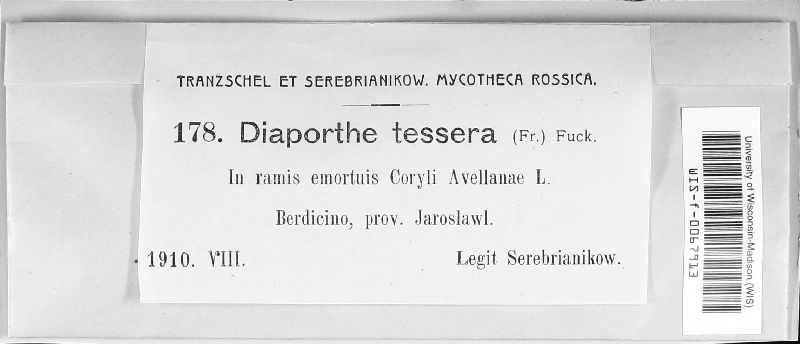 TRANZSCHEL ET SEREBRIANIKOW. MYCOTHECA ROSSICA.
178. Diaporthe tessera (Fr.) Fuck.
In ramis emortuis Coryli Avellanae L.
Berdicino, prov. Jaroslawl.
1910. VIII. Legit Serebrianikow.
University of Wisconsin-Madison (WIS)
WIS-f-0067913